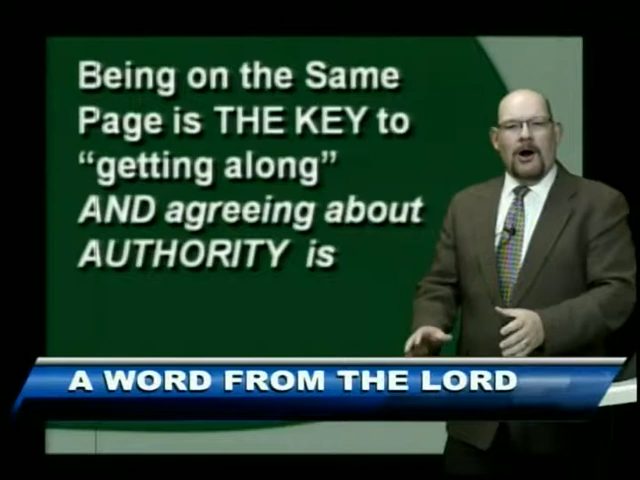 Being on the Same
Page is THE KEY to
“getting along”
AND agreeing about
AUTHORITY is
A WORD FROM THE LORD